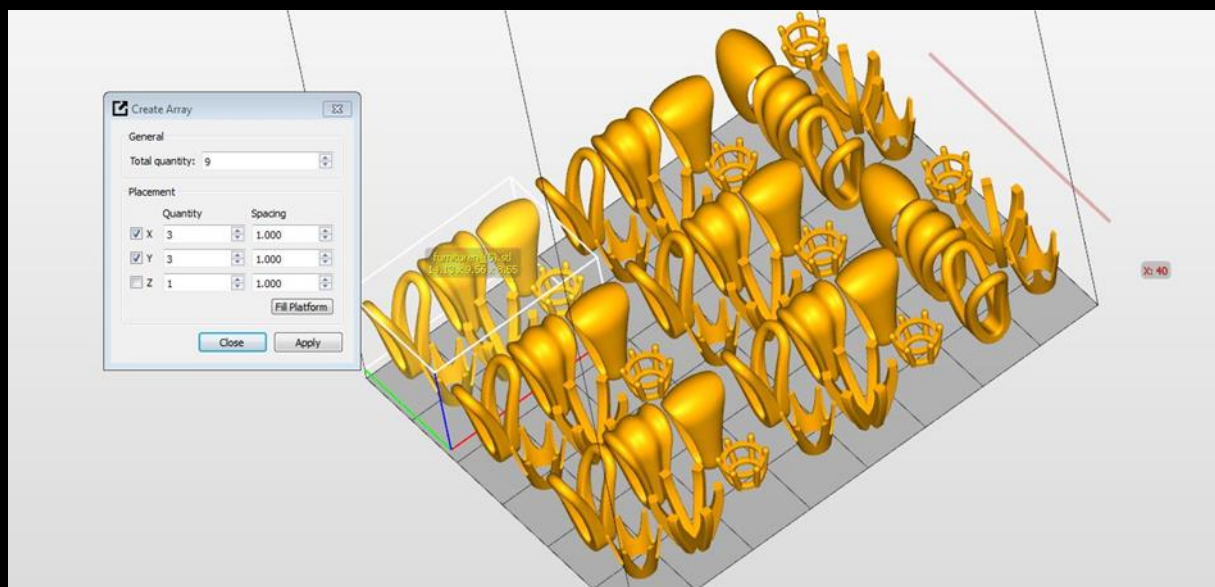 Create Array
General
Total quantity: 9
Placement
Quantity Spacing
X 3 1.000
Y 3 1.000
Z 1 1.000
Fill Platform
Close Apply
X: 40